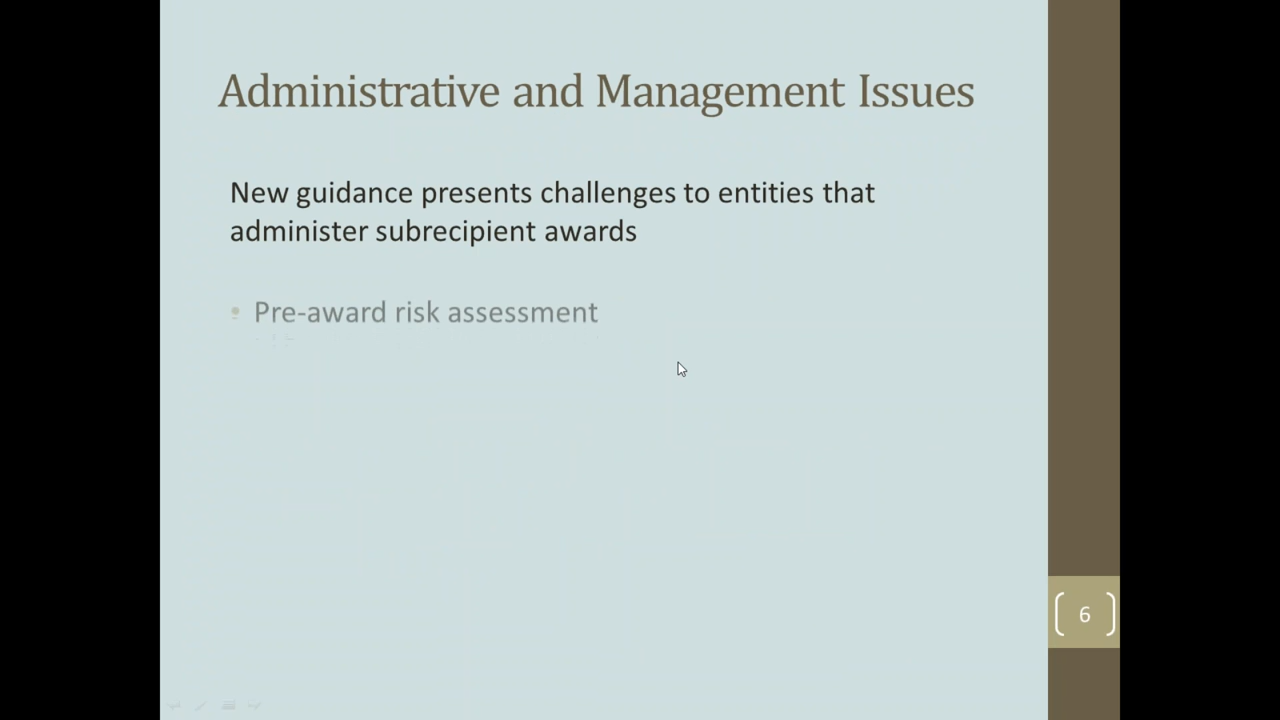 Administrative and Management Issues
New guidance presents challenges to entities that
administer subrecipient awards
• Pre-award risk assessment
6